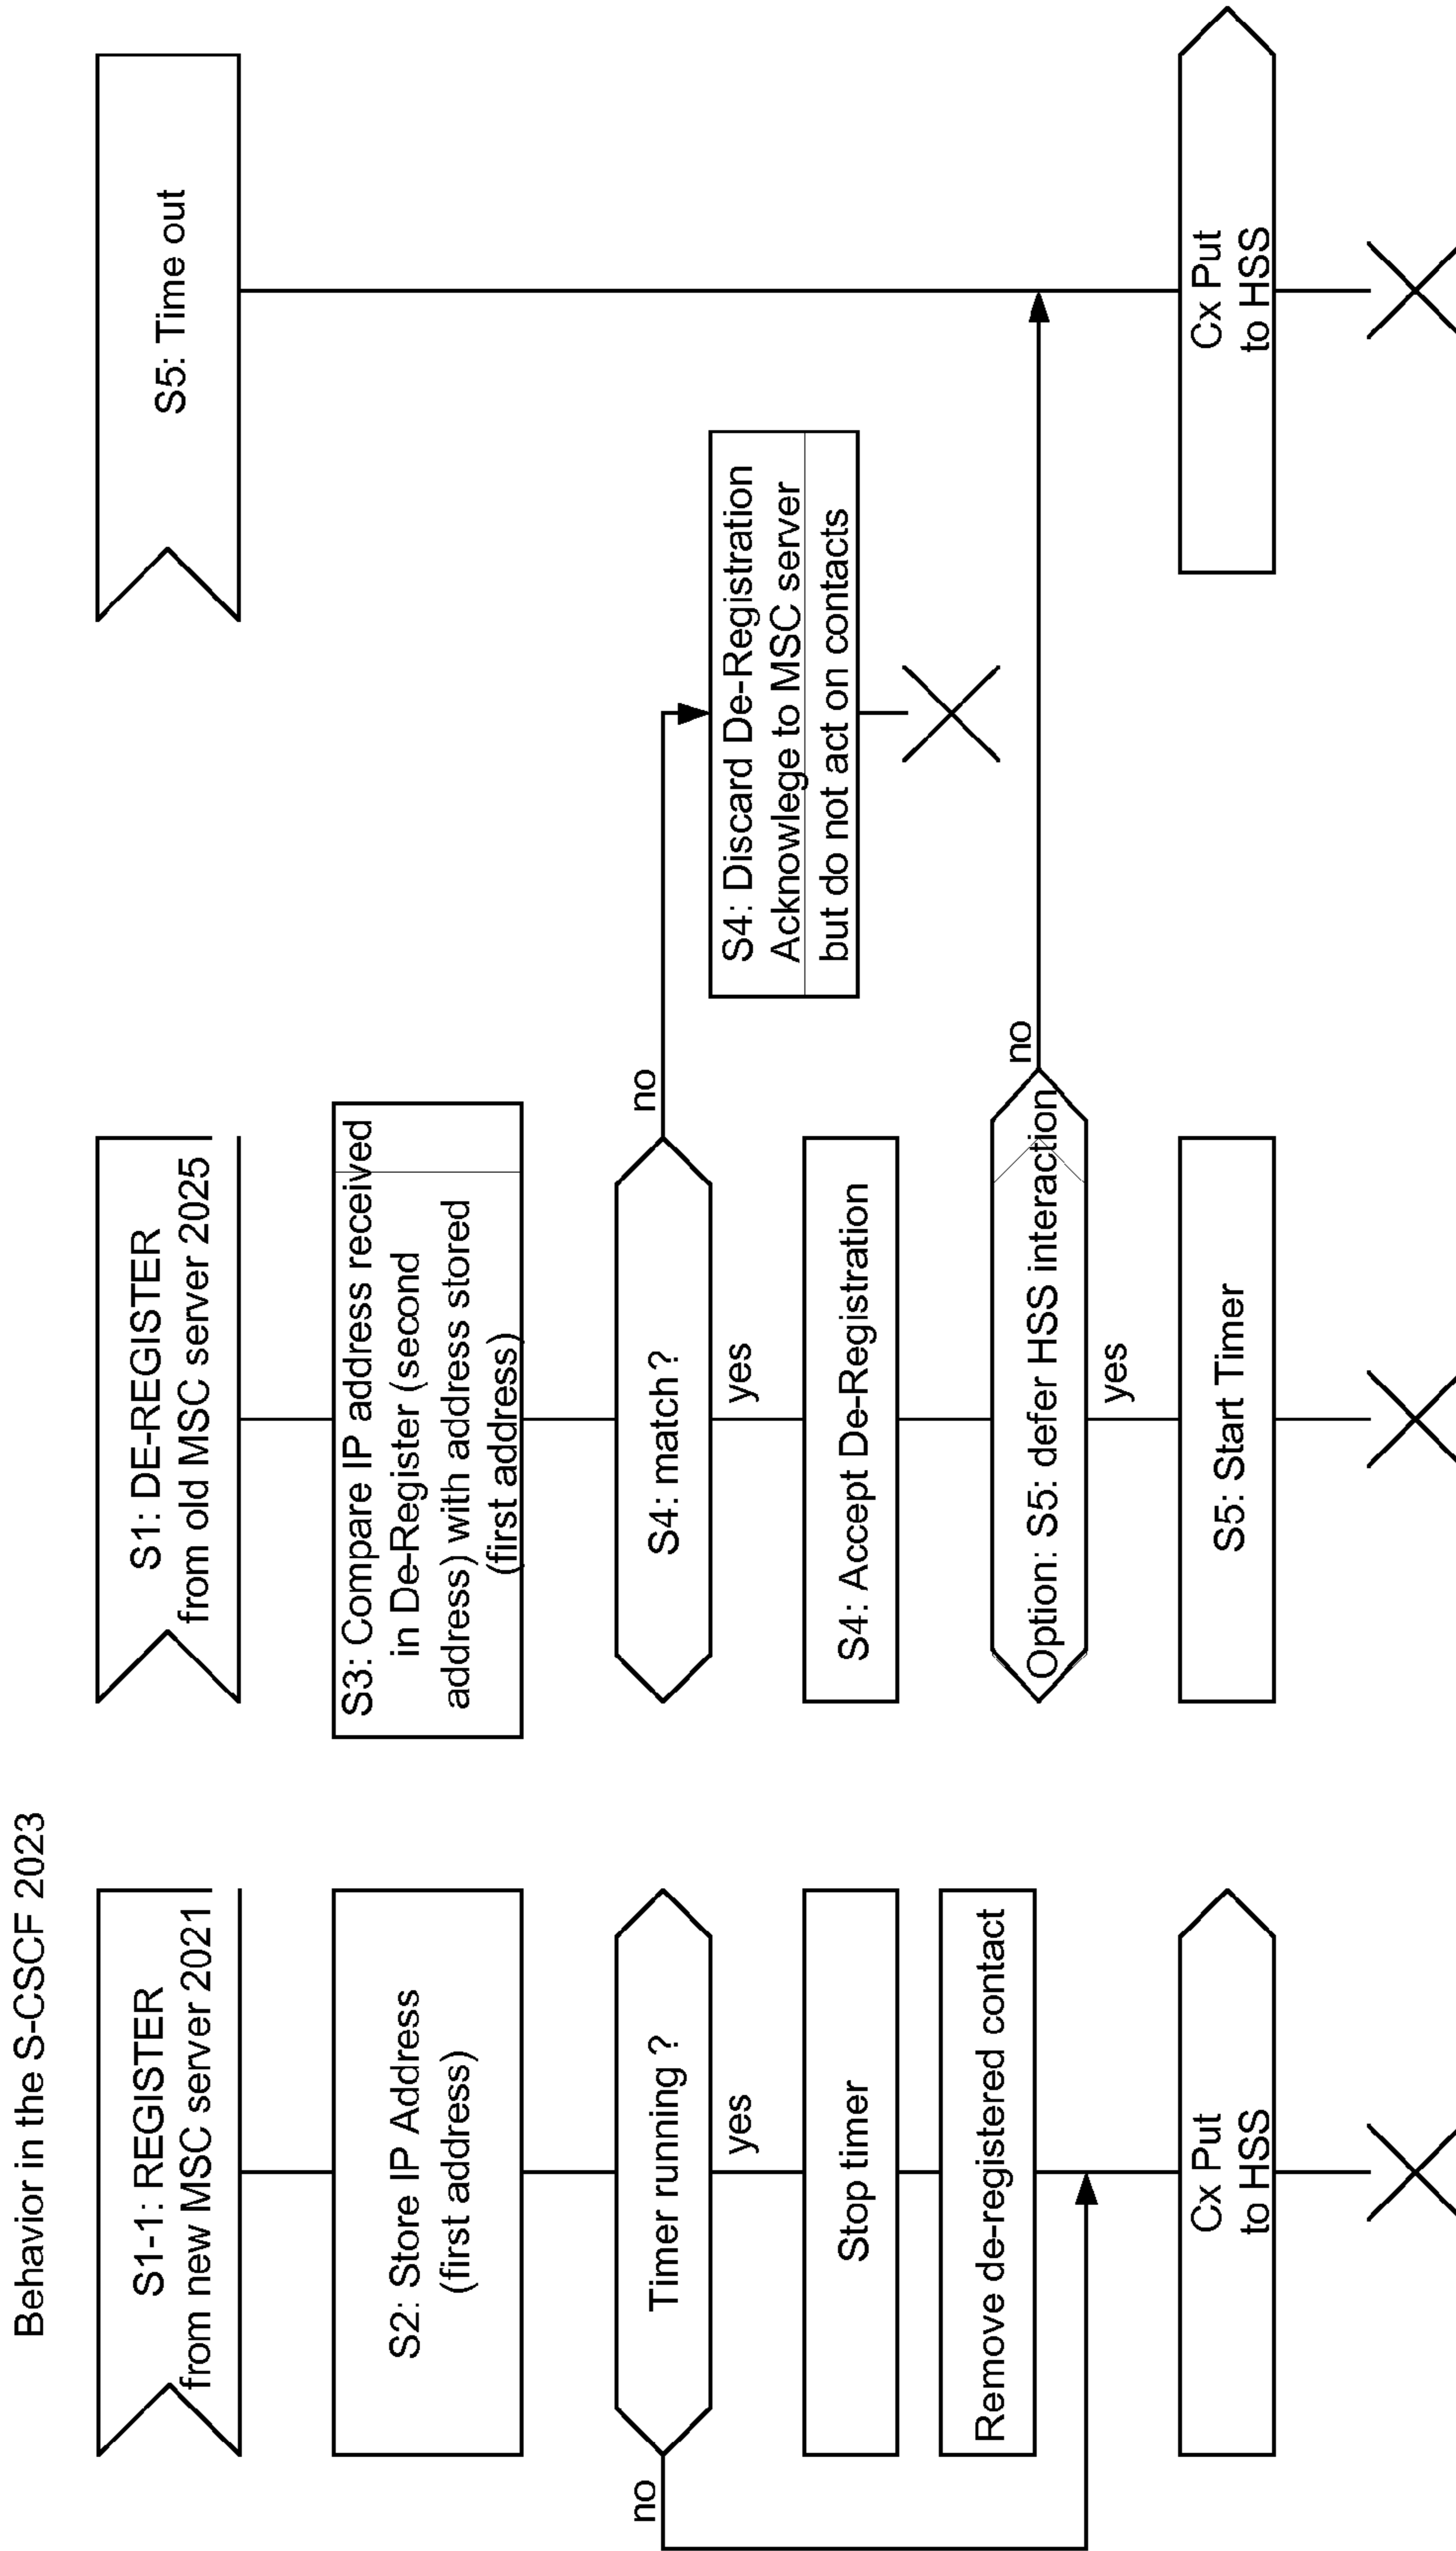 Behavior in the S-CSCF 2023
S1-1: REGISTER
from new MSC server 2021
S2: Store IP Address
(first address)
Timer running ?
no
yes
Stop timer
Remove de-registered contact
Cx Put
to HSS
S1: DE-REGISTER
from old MSC server 2025
S3: Compare IP address received
in De-Register (second
address) with address stored
(first address)
S4: match ?
no
yes
S4: Discard De-Registration
Acknowlege to MSC server
but do not act on contacts
S4: Accept De-Registration
Option: S5: defer HSS interaction
no
yes
S5: Start Timer
S5: Time out
Cx Put
to HSS